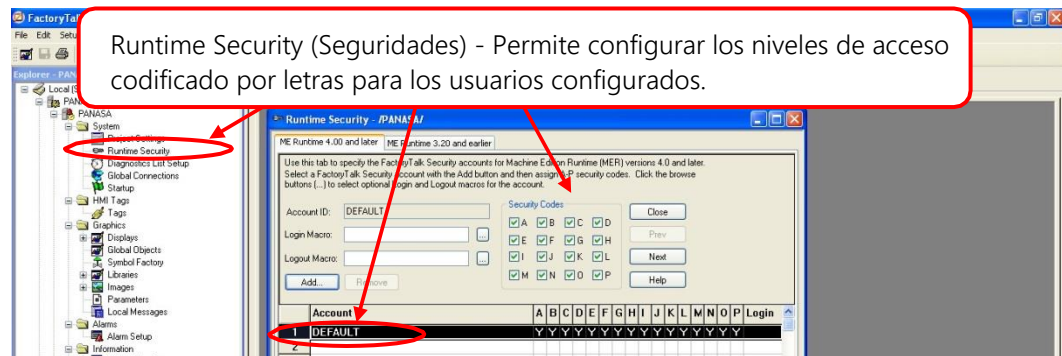 FactoryTal
File Edit Setu
Runtime Security (Seguridades) - Permite configurar los niveles de acceso
codificado por letras para los usuarios configurados.
Explorer - PAN
Local (S
PAN
PANASA
System
Project Settings
Runtime Security
Diagnostics List Setup
Global Connections
Startup
HMI Tags
Tags
Graphics
Displays
Global Objects
Symbol Factory
Libraries
Images
Parameters
Local Messages
Alarms
Alarm Setup
Information
Runtime Security - /PANASA/
ME Runtime 4.00 and later ME Runtime 3.20 and earlier
Use this tab to specify the FactoryTalk Security accounts for Machine Edition Runtime (MER) versions 4.0 and later.
Select a FactoryTalk Security account with the Add button and then assign A-P security codes. Click the browse
buttons (...) to select optional Login and Logout macros for the account.
Account ID: DEFAULT
Login Macro: ...
Logout Macro: ...
Add... Remove
Security Codes
A B C D
E F G H
I J K L
M N O P
Close
Prev
Next
Help
Account A B C D E F G H I J K L M N O P Login
1 DEFAULT Y Y Y Y Y Y Y Y Y Y Y Y Y Y Y Y
2